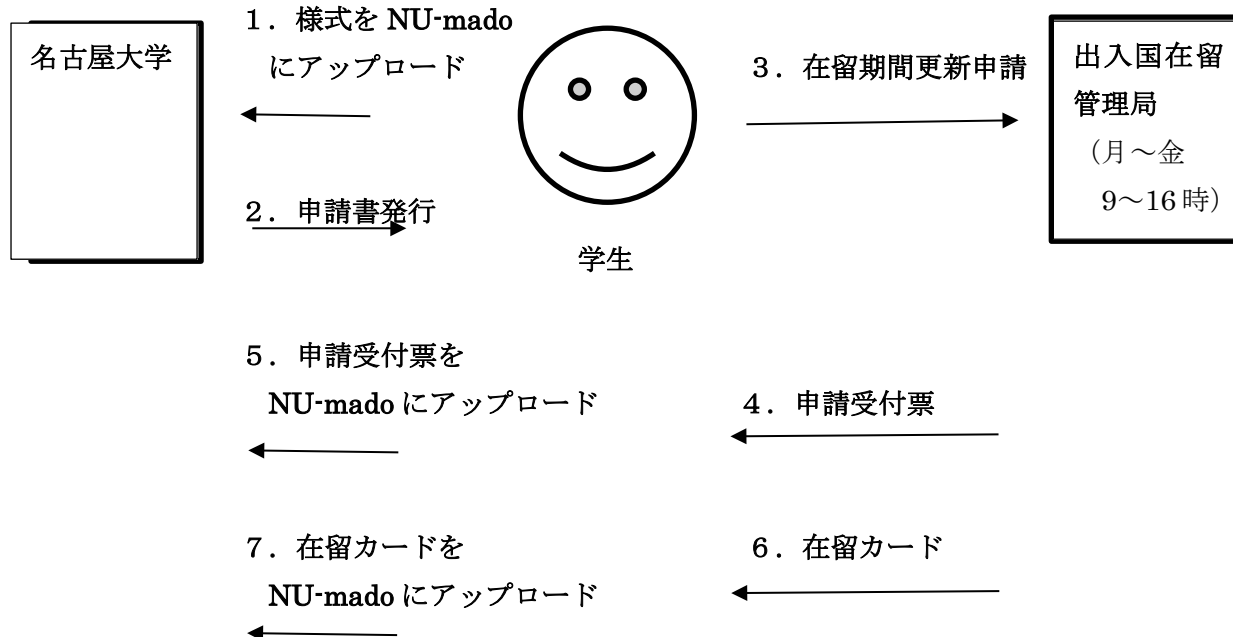 名古屋大学
１．様式を NU-mado
にアップロード
２．申請書発行
学生
３．在留期間更新申請
出入国在留
管理局
（月～金
9～16 時）
５．申請受付票を
NU-mado にアップロード
４．申請受付票
７．在留カードを
NU-mado にアップロード
６．在留カード